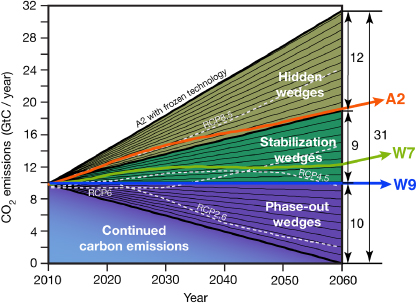 CO2 emissions (GtC / year)
32
28
24
20
16
12
8
4
0
2010
2020
2030
2040
2050
2060
Year
A2 with frozen technology
RCP8.5
Hidden
wedges
Stabilization
wedges
RCP4.5
RCP6
RCP2.6
Phase-out
wedges
Continued
carbon emissions
12
9
31
10
A2
W7
W9